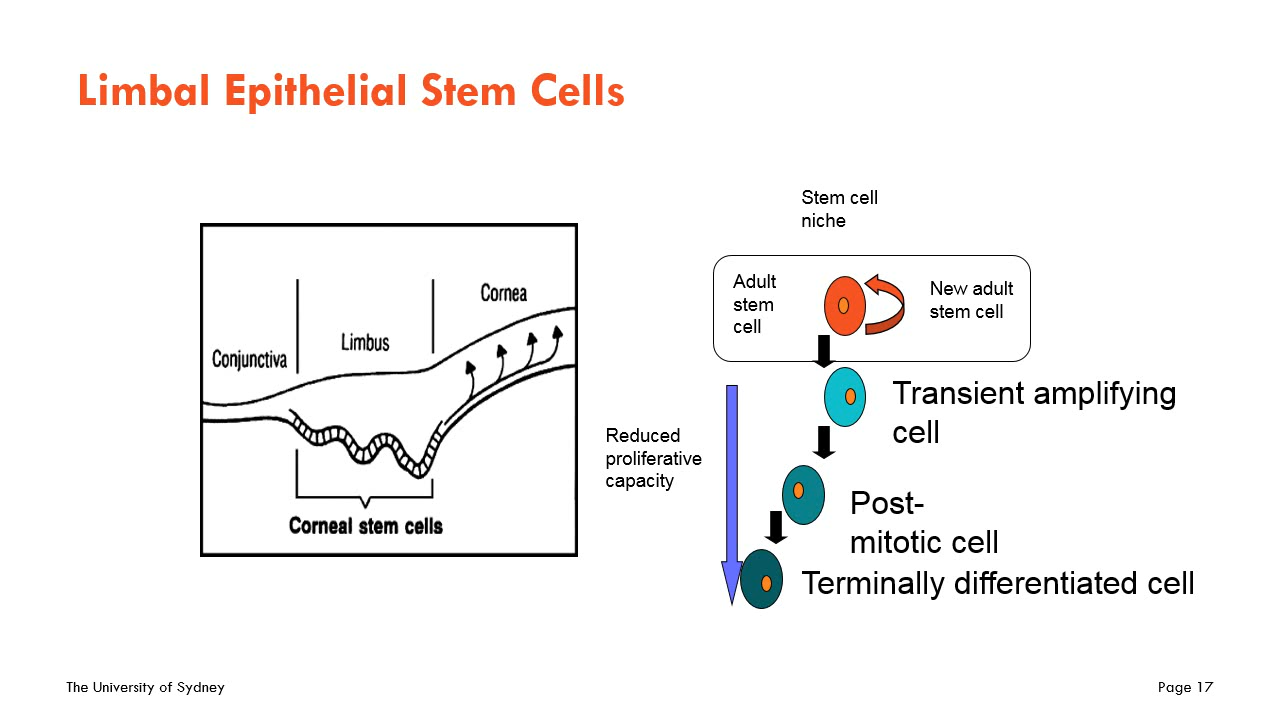 Limbal Epithelial Stem Cells
Conjunctiva
Limbus
Cornea
Corneal stem cells
Stem cell
niche
Adult
stem
cell
New adult
stem cell
Reduced
proliferative
capacity
Transient amplifying
cell
Post-
mitotic cell
Terminally differentiated cell
The University of Sydney
Page 17